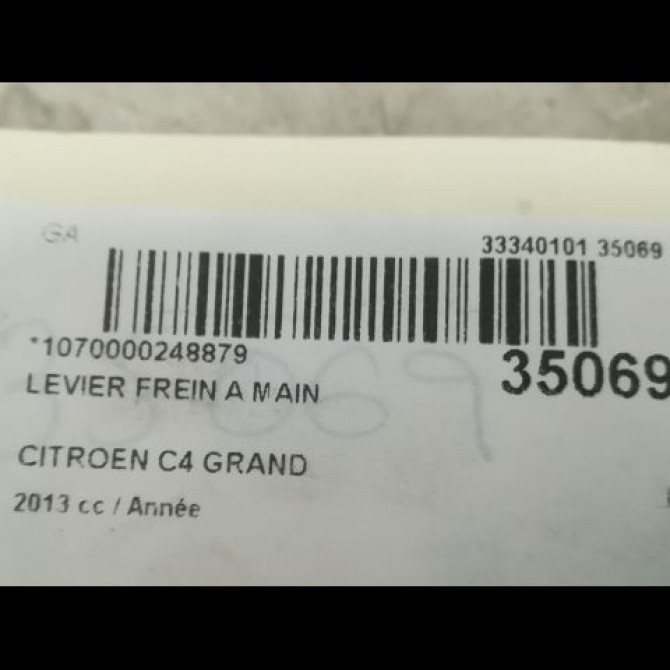 GA
33340101 35069
*1070000248879
35069
LEVIER FREIN A MAIN
CITROEN C4 GRAND
2013 cc / Année